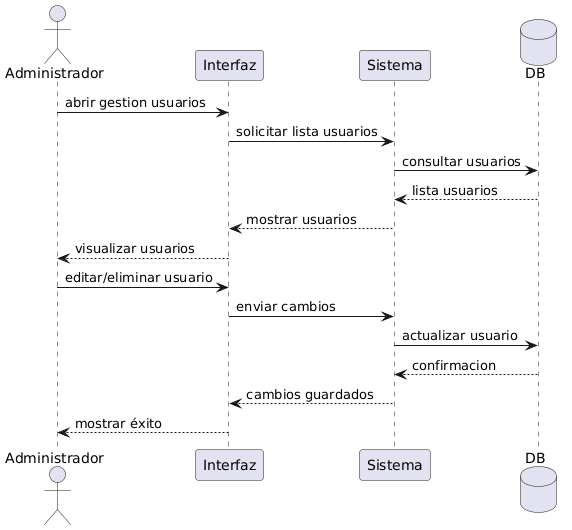 Administrador
Interfaz
Sistema
DB
abrir gestion usuarios
solicitar lista usuarios
consultar usuarios
lista usuarios
mostrar usuarios
visualizar usuarios
editar/eliminar usuario
enviar cambios
actualizar usuario
confirmacion
cambios guardados
mostrar éxito
Administrador
Interfaz
Sistema
DB